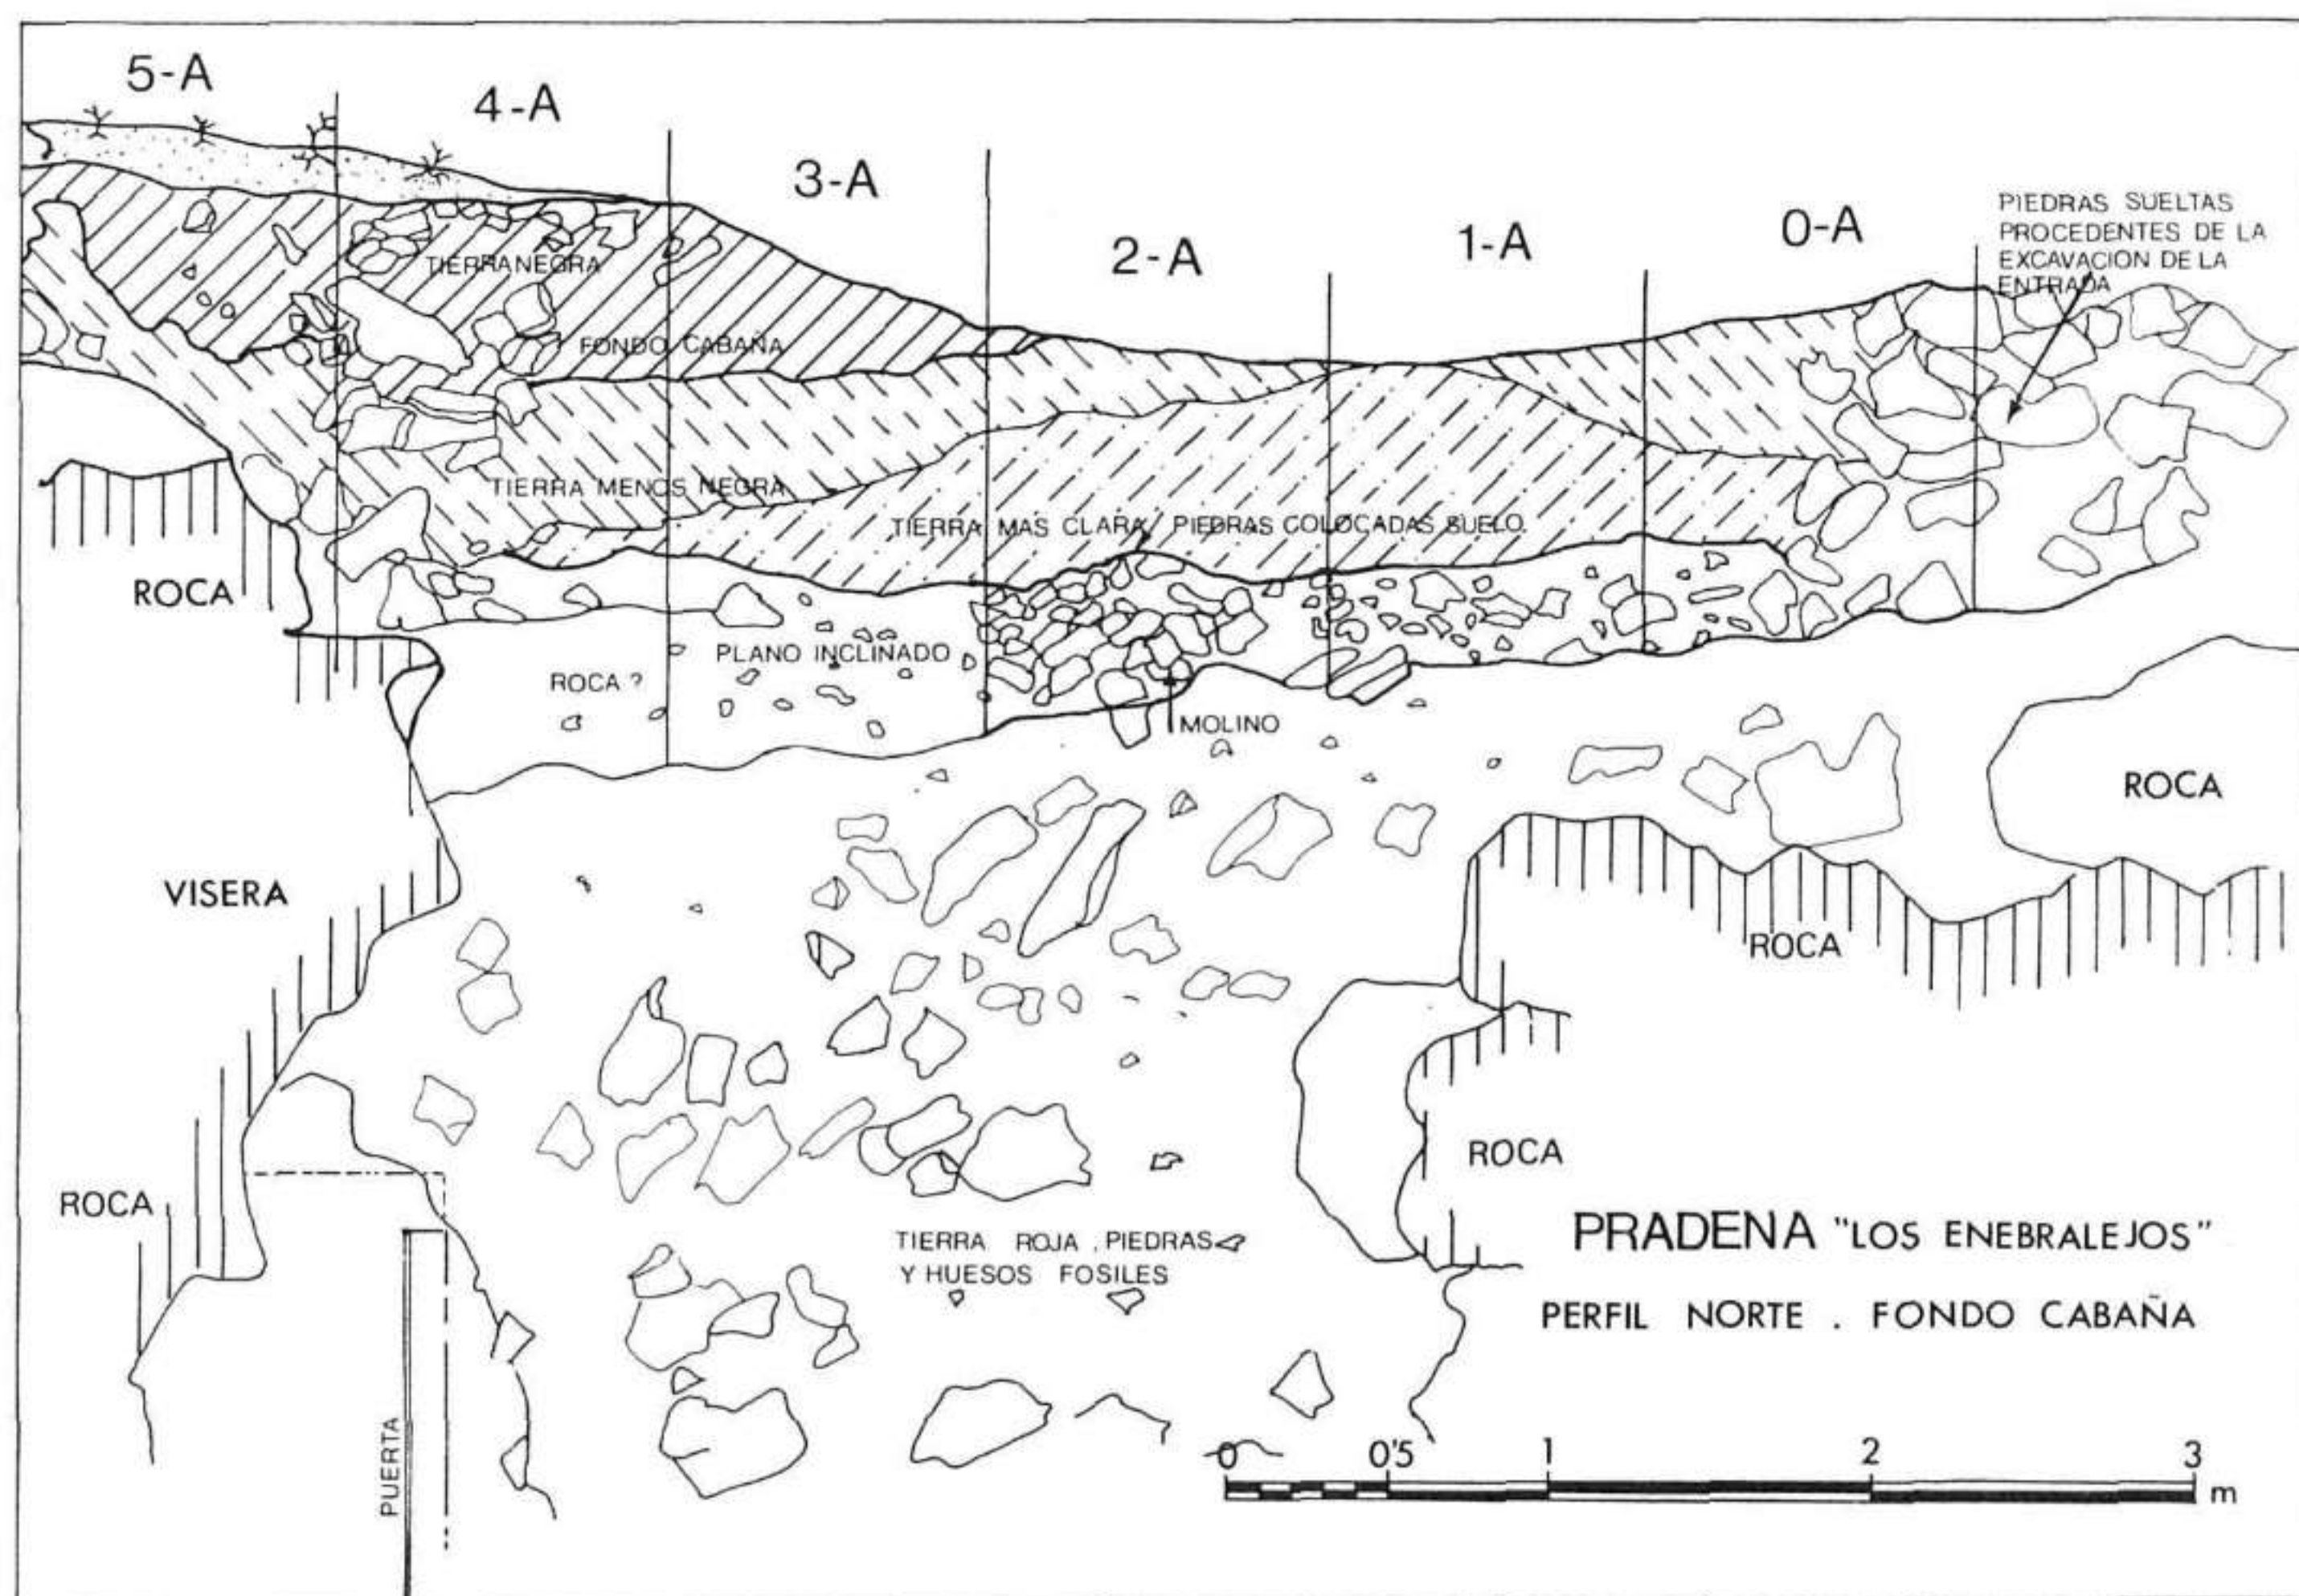 5-A
4-A
3-A
2-A
1-A
0-A
PIEDRAS SUELTAS
PROCEDENTES DE LA
EXCAVACION DE LA
ENTRADA
TIERRA NEGRA
FONDO CABAÑA
TIERRA MENOS NEGRA
TIERRA MAS CLARA
PIEDRAS COLOCADAS SUELO
ROCA
PLANO INCLINADO
ROCA ?
MOLINO
ROCA
VISERA
ROCA
ROCA
ROCA
TIERRA ROJA , PIEDRAS
Y HUESOS FOSILES
PRADENA "LOS ENEBRALEJOS"
PERFIL NORTE . FONDO CABAÑA
PUERTA
0 0'5 1 2 3
m